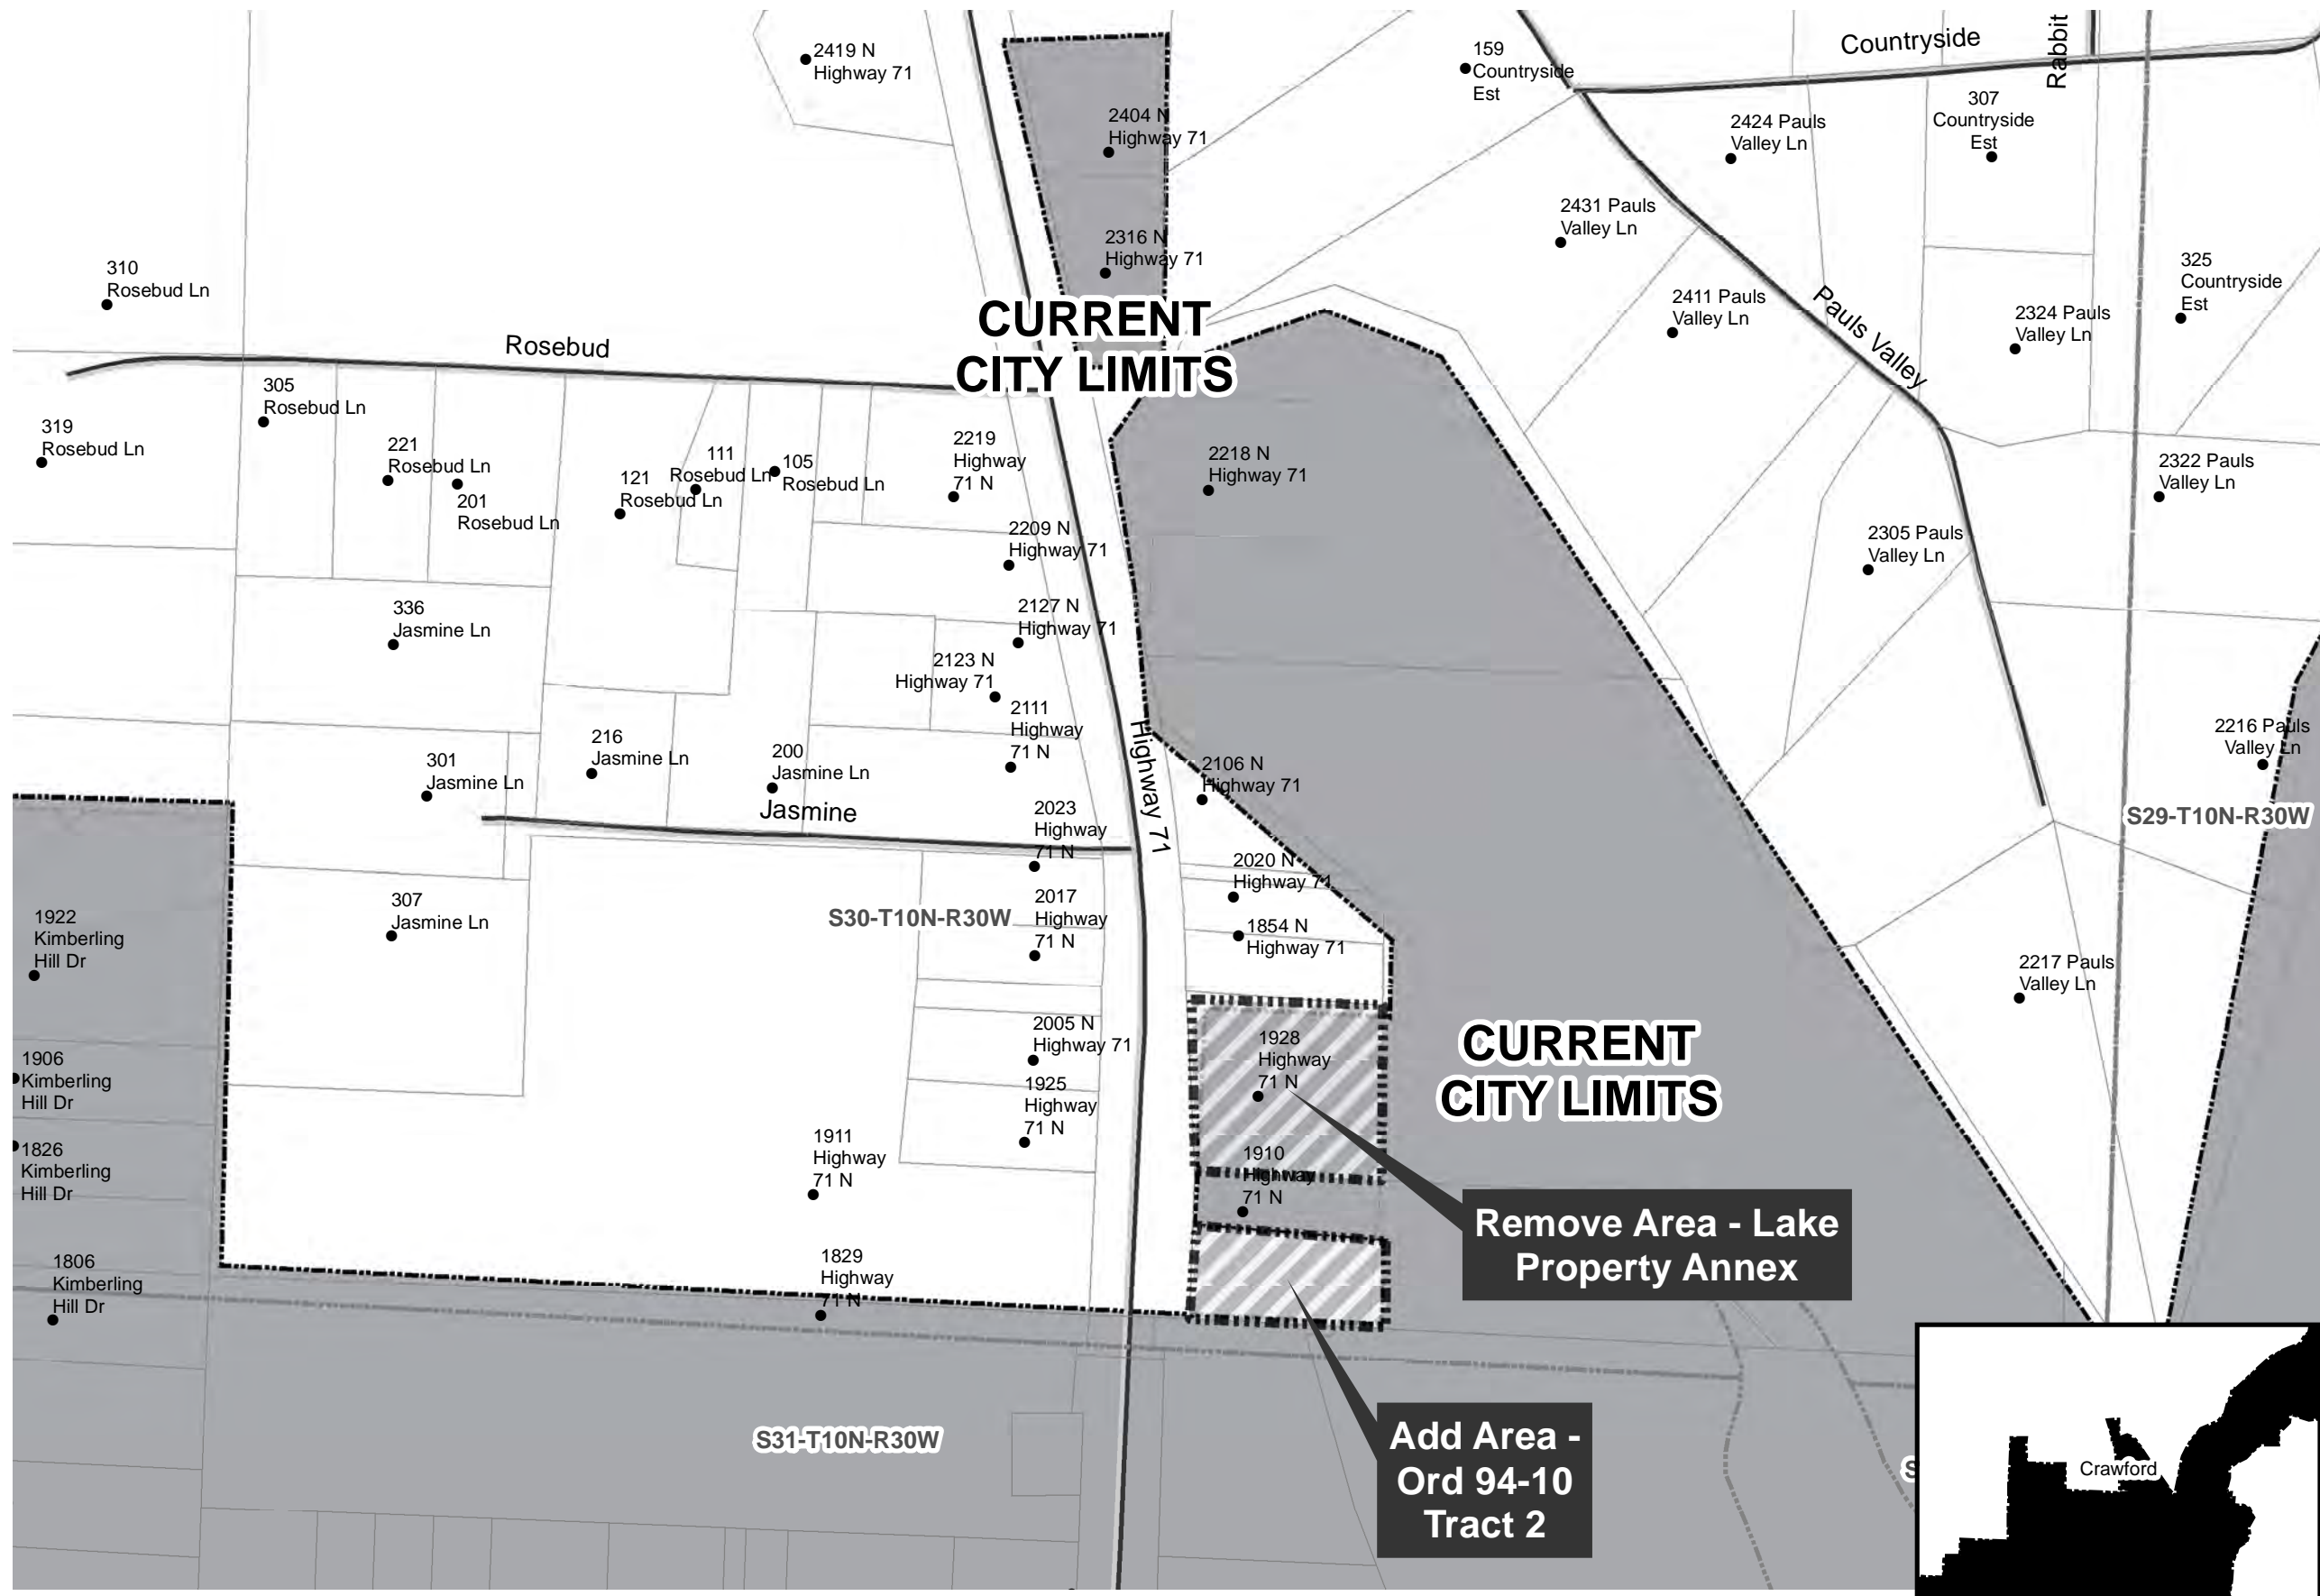 2419 N
Highway 71
159
Countryside
Est
Countryside
Rabbit
2404 N
Highway 71
2424 Pauls
Valley Ln
307
Countryside
Est
2431 Pauls
Valley Ln
2316 N
Highway 71
310
Rosebud Ln
325
Countryside
Est
2411 Pauls
Valley Ln
Pauls Valley
2324 Pauls
Valley Ln
CURRENT
CITY LIMITS
Rosebud
305
Rosebud Ln
319
Rosebud Ln
221
Rosebud Ln
201
Rosebud Ln
121
Rosebud Ln
111
Rosebud Ln
105
Rosebud Ln
2219
Highway
71 N
2218 N
Highway 71
2322 Pauls
Valley Ln
2209 N
Highway 71
2305 Pauls
Valley Ln
336
Jasmine Ln
2127 N
Highway 71
2123 N
Highway 71
2111
Highway
71 N
Highway 71
2216 Pauls
Valley Ln
301
Jasmine Ln
216
Jasmine Ln
200
Jasmine Ln
Jasmine
2106 N
Highway 71
S29-T10N-R30W
2023
Highway
71 N
2020 N
Highway 71
307
Jasmine Ln
S30-T10N-R30W
2017
Highway
71 N
1854 N
Highway 71
1922
Kimberling
Hill Dr
2217 Pauls
Valley Ln
2005 N
Highway 71
1928
Highway
71 N
CURRENT
CITY LIMITS
1906
Kimberling
Hill Dr
1925
Highway
71 N
1826
Kimberling
Hill Dr
1911
Highway
71 N
1910
Highway
71 N
Remove Area - Lake
Property Annex
1806
Kimberling
Hill Dr
1829
Highway
71 N
Add Area -
Ord 94-10
Tract 2
S31-T10N-R30W
S
Crawford